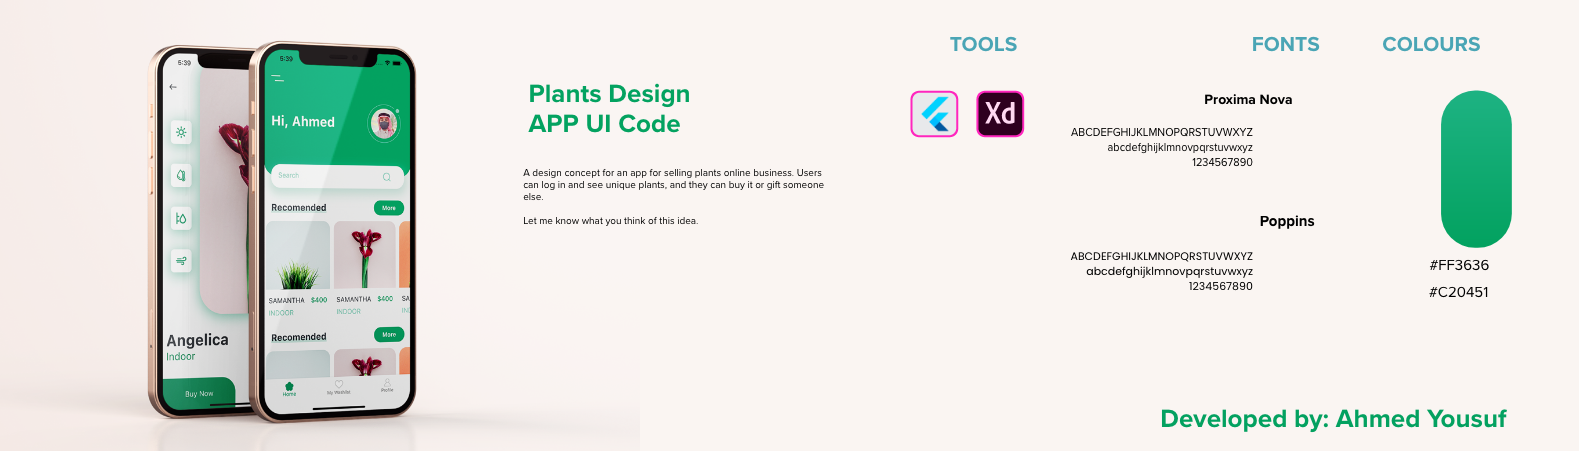 5:39
Angelica
Indoor
Buy Now
5:39
Hi, Ahmed
Search
Recomended
More
SAMANTHA $400
INDOOR
SAMANTHA $400
INDOOR
SA
IN
Recomended
More
Home
My Wishlist
Profile
Plants Design
APP UI Code
A design concept for an app for selling plants online business. Users
can log in and see unique plants, and they can buy it or gift someone
else.
Let me know what you think of this idea.
TOOLS
Xd
FONTS
Proxima Nova
ABCDEFGHIJKLMNOPQRSTUVWXYZ
abcdefghijklmnovpqrstuvwxyz
1234567890
Poppins
ABCDEFGHIJKLMNOPQRSTUVWXYZ
abcdefghijklmnovpqrstuvwxyz
1234567890
COLOURS
#FF3636
#C20451
Developed by: Ahmed Yousuf